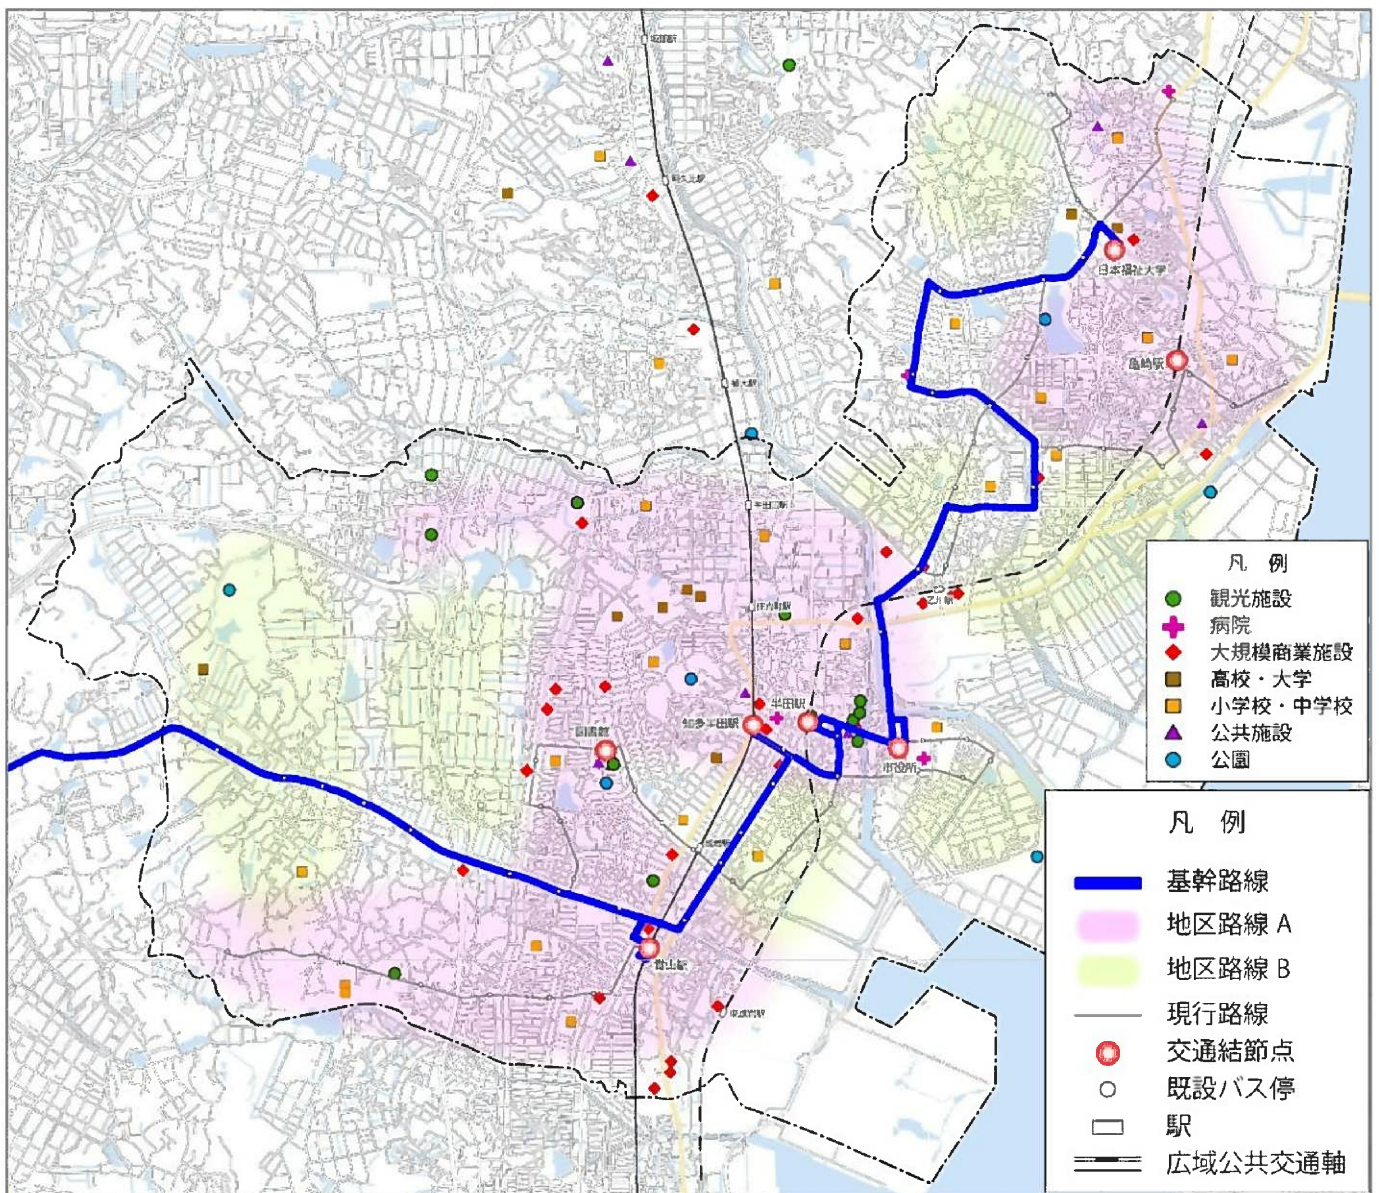 日本福祉大学
亀崎駅
乙川駅
半田駅
知多半田駅
図書館
市役所
青山駅
凡 例
観光施設
病院
大規模商業施設
高校・大学
小学校・中学校
公共施設
公園
凡 例
基幹路線
地区路線 A
地区路線 B
現行路線
交通結節点
既設バス停
駅
広域公共交通軸